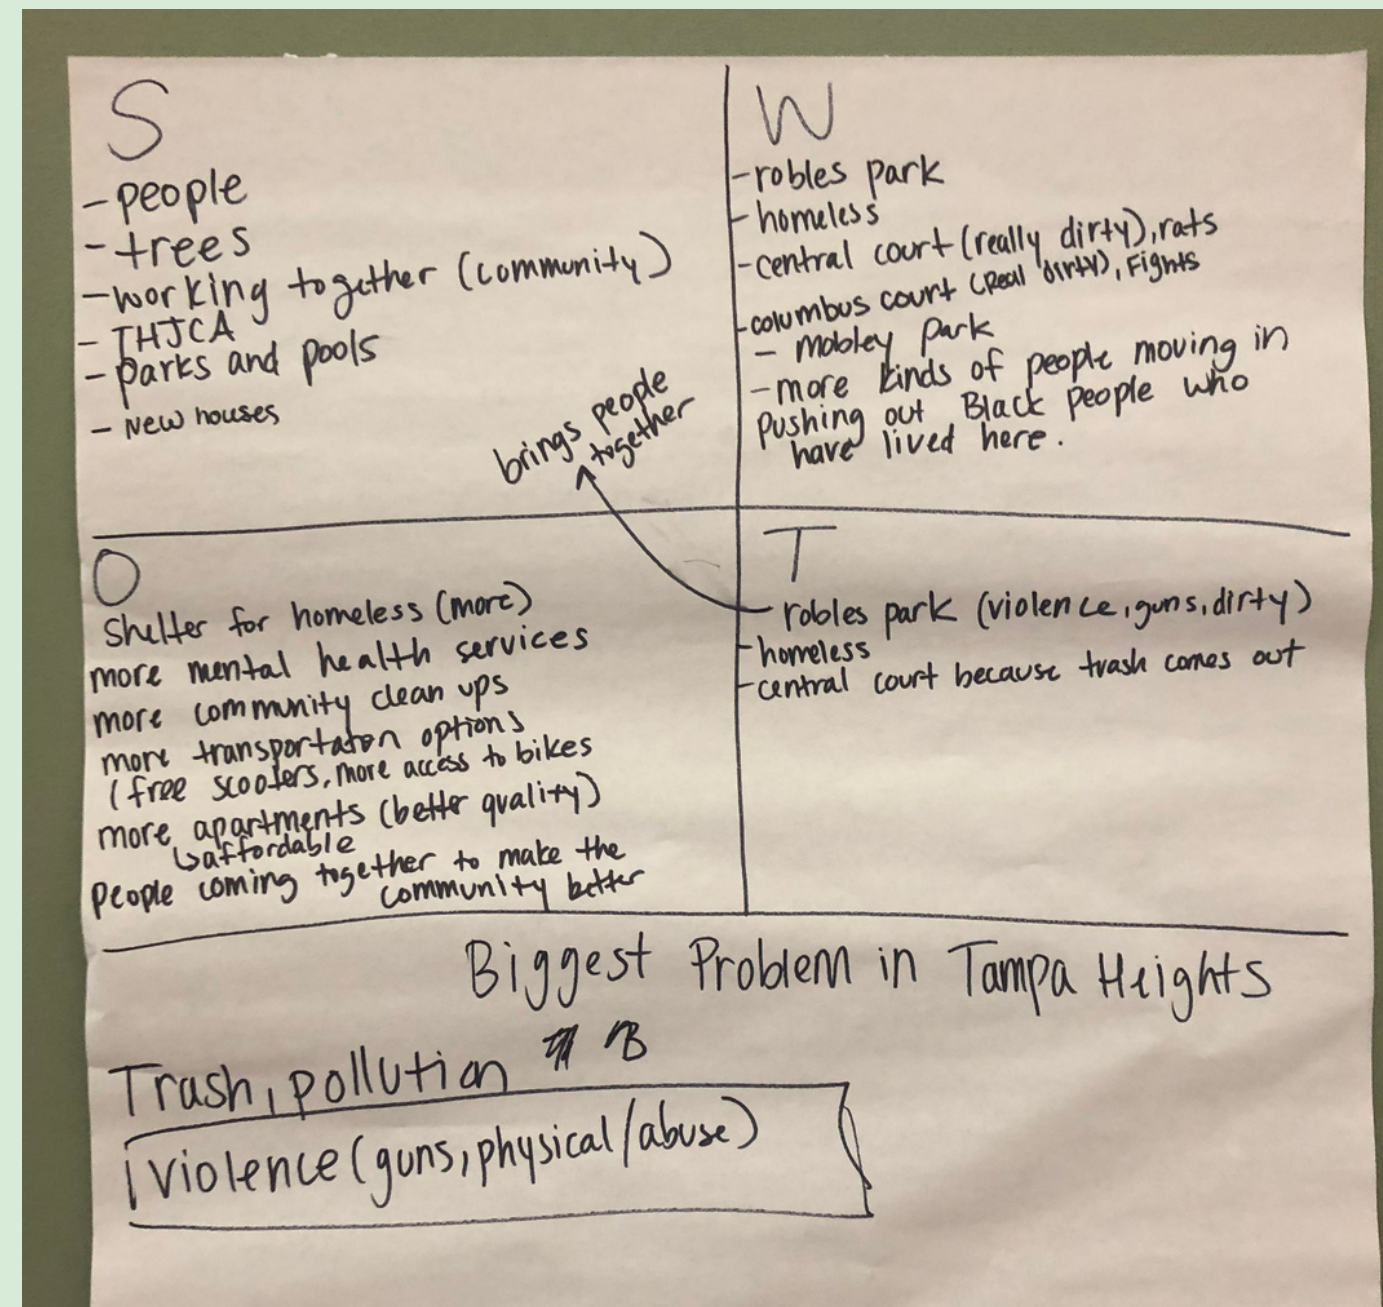 S
- people
- trees
- working together (community)
- THJCA
- parks and pools
- New houses
brings people
together
W
- robles park
- homeless
- central court (really dirty), rats
- columbus court (Real dirty), Fights
- mobley park
- more kinds of people moving in
Pushing out Black people who
have lived here.
O
Shelter for homeless (more)
more mental health services
more community clean ups
more transportaton options
(free scooters, more access to bikes
more apartments (better quality)
↳affordable
People coming together to make the
community better
T
- robles park (violence, guns, dirty)
- homeless
- central court because trash comes out
Biggest Problem in Tampa Heights
Trash, pollution
violence (guns, physical/abuse)